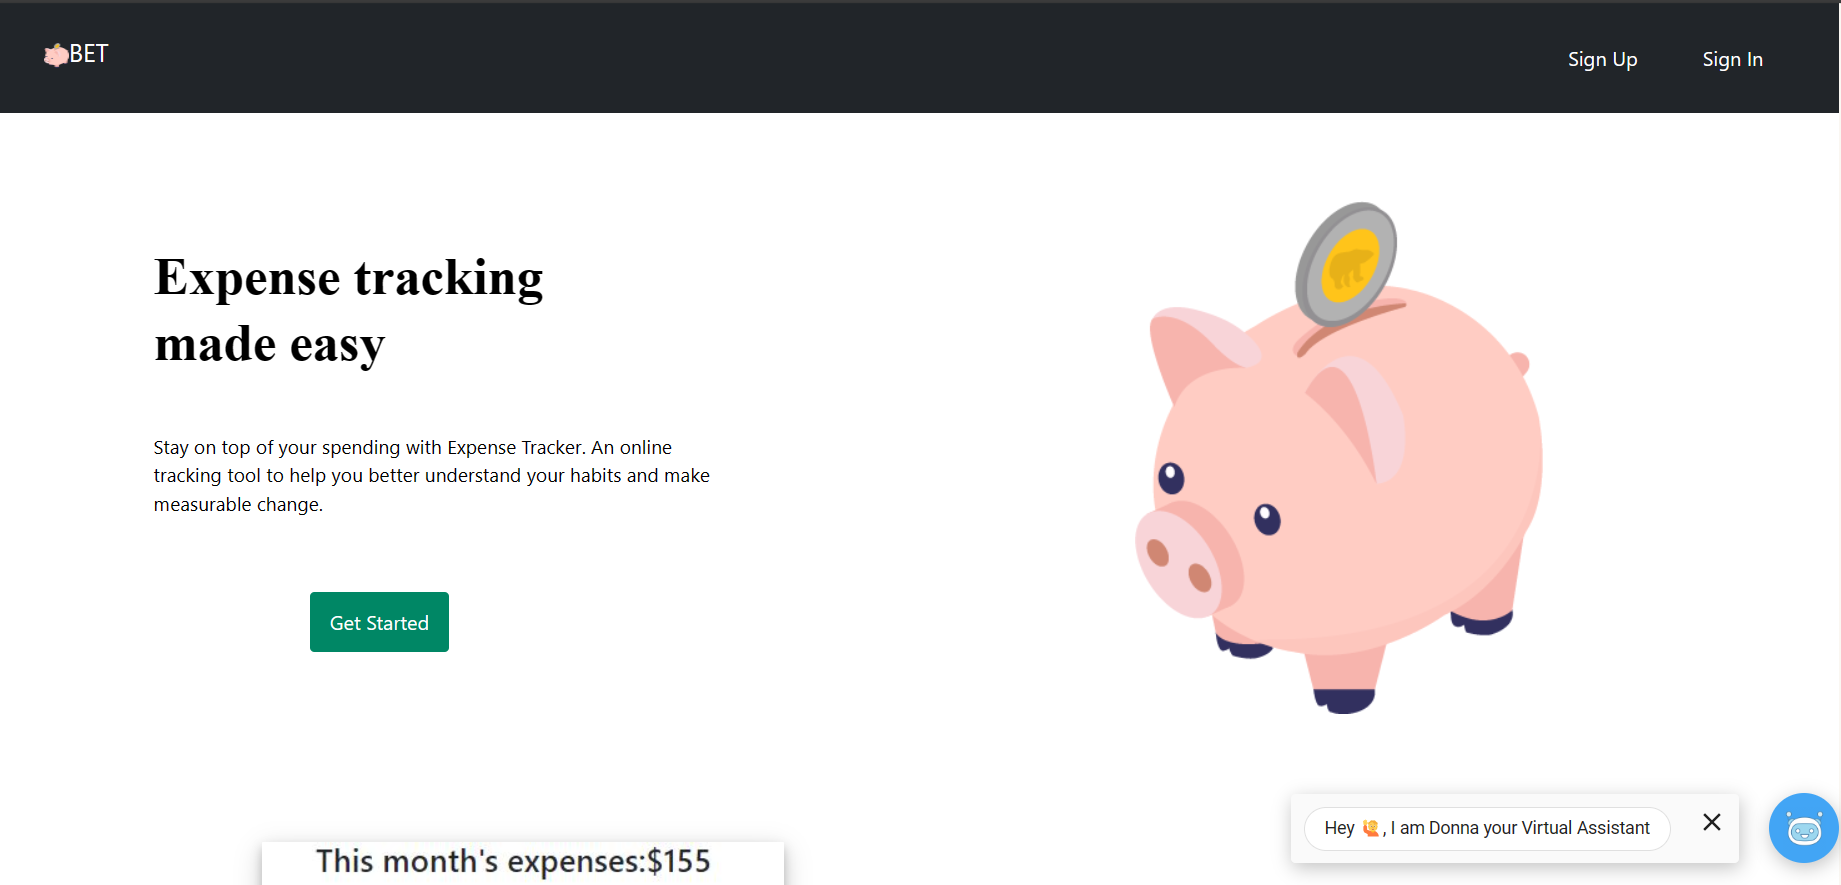 BET
Sign Up
Sign In
Expense tracking
made easy
Stay on top of your spending with Expense Tracker. An online
tracking tool to help you better understand your habits and make
measurable change.
Get Started
Hey 🙋, I am Donna your Virtual Assistant
This month's expenses:$155